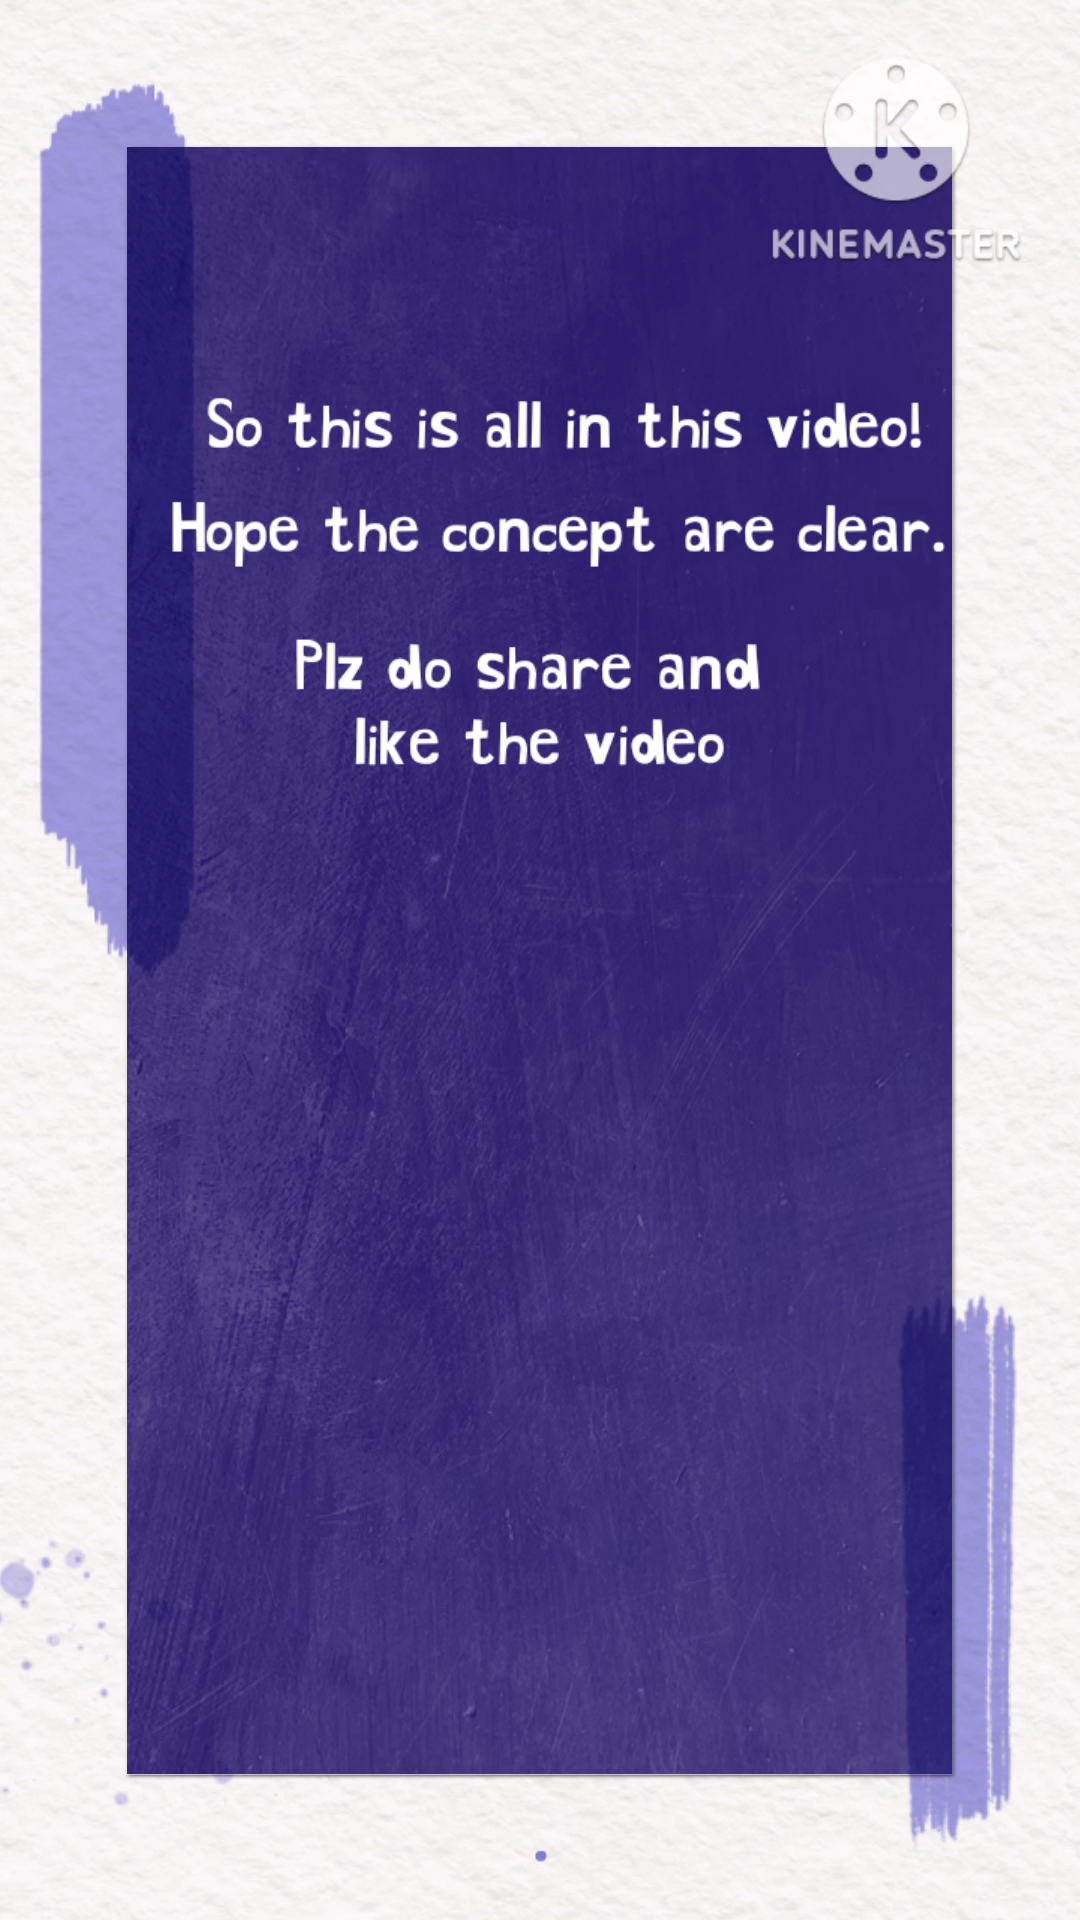 K
KINEMASTER
So this is all in this video!
Hope the concept are clear.
Plz do share and
like the video